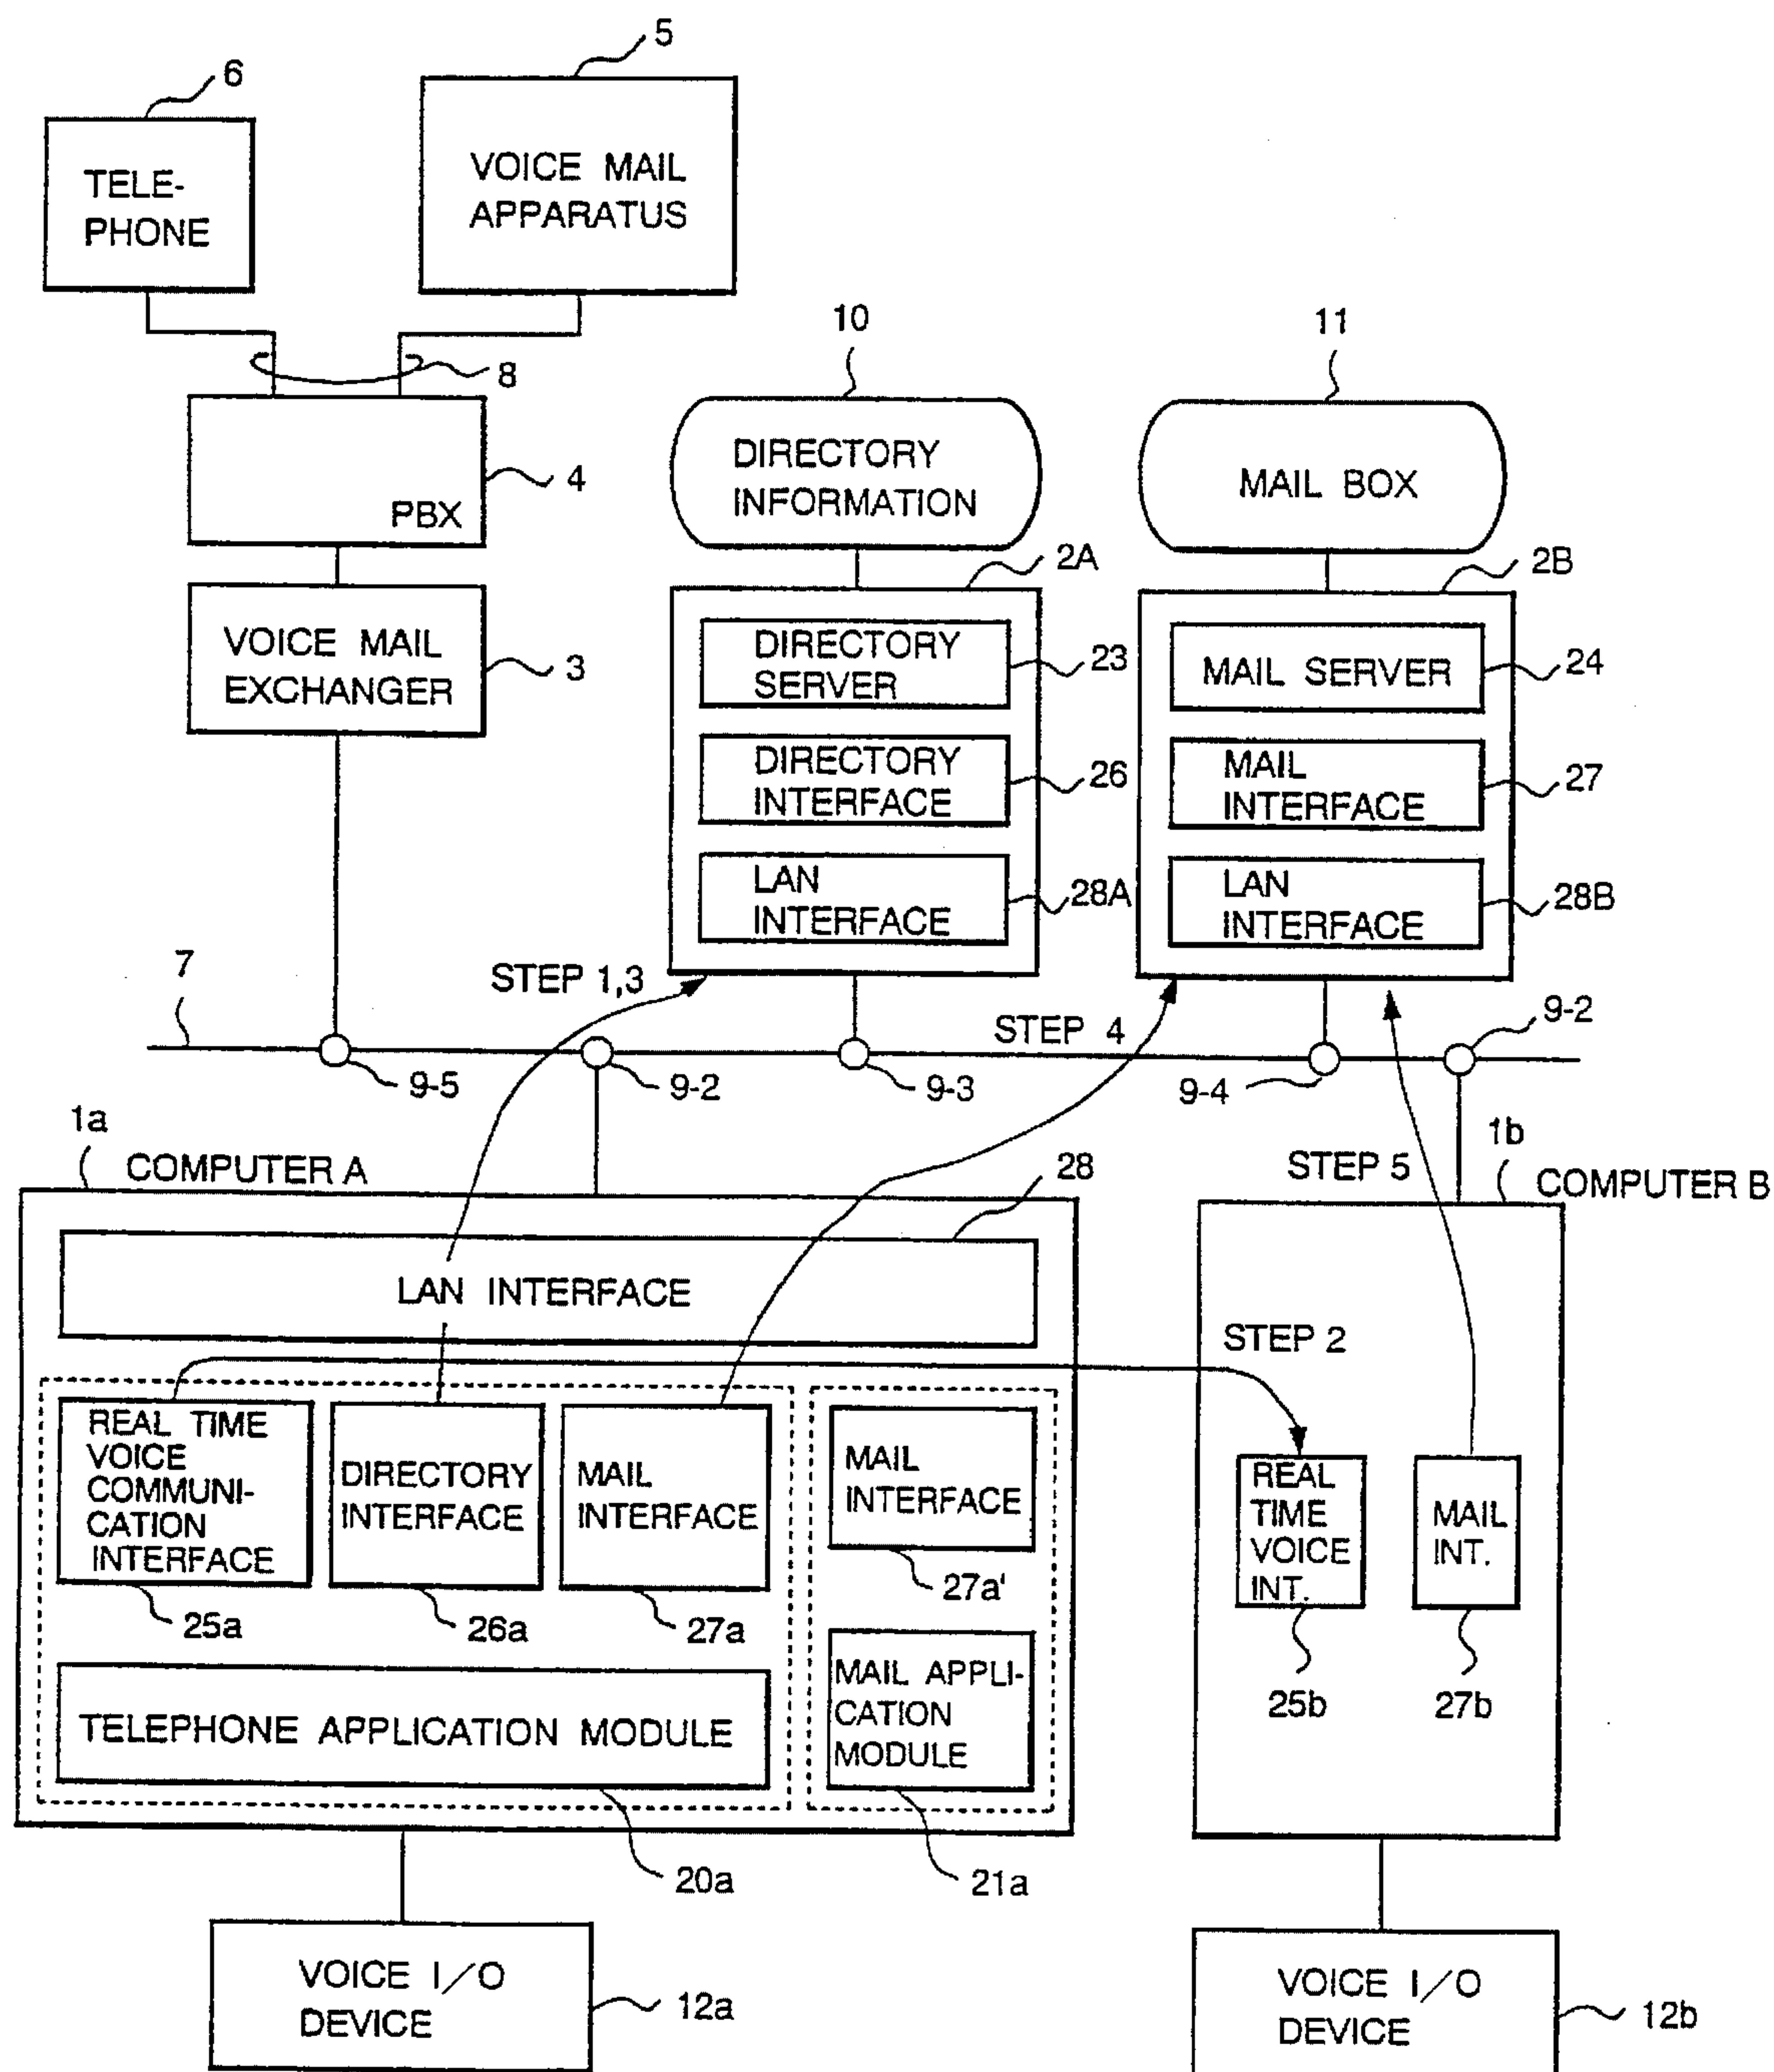 5
6
TELE-
PHONE
VOICE MAIL
APPARATUS
8
10
11
PBX
4
DIRECTORY
INFORMATION
MAIL BOX
2A
2B
VOICE MAIL
EXCHANGER
3
DIRECTORY
SERVER
23
MAIL SERVER
24
DIRECTORY
INTERFACE
26
MAIL
INTERFACE
27
LAN
INTERFACE
28A
LAN
INTERFACE
28B
7
STEP 1,3
STEP 4
9-2
9-5
9-2
9-3
9-4
1a
COMPUTER A
28
STEP 5
1b
COMPUTER B
LAN INTERFACE
STEP 2
REAL TIME
VOICE
COMMUNI-
CATION
INTERFACE
25a
DIRECTORY
INTERFACE
26a
MAIL
INTERFACE
27a
MAIL
INTERFACE
27a'
REAL
TIME
VOICE
INT.
25b
MAIL
INT.
27b
TELEPHONE APPLICATION MODULE
20a
MAIL APPLI-
CATION
MODULE
21a
VOICE I/O
DEVICE
12a
VOICE I/O
DEVICE
12b